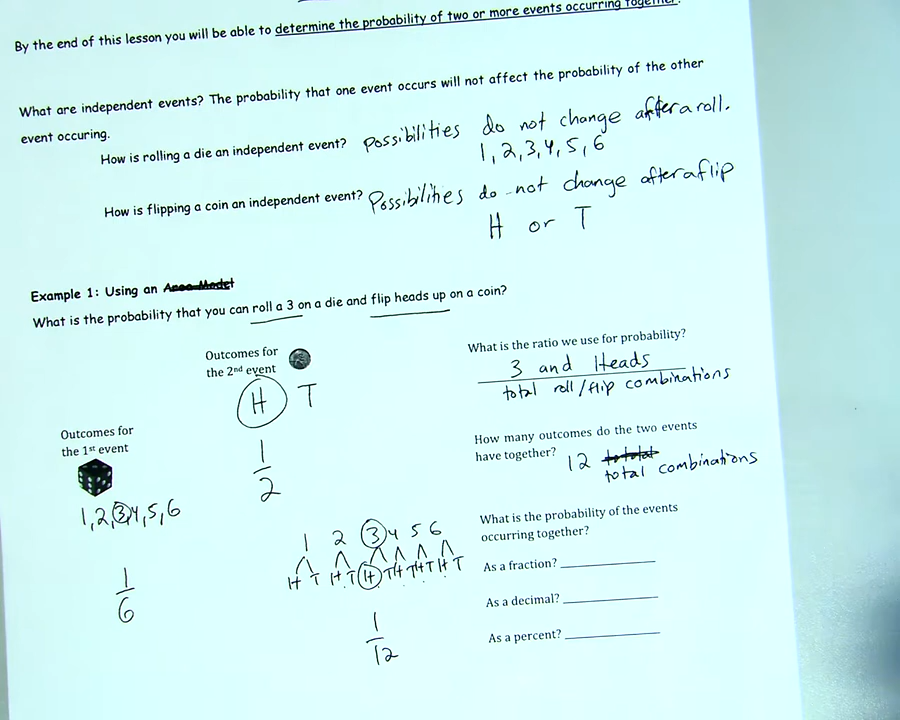 By the end of this lesson you will be able to determine the probability of two or more events occurring together.
What are independent events? The probability that one event occurs will not affect the probability of the other
event occuring.
How is rolling a die an independent event? Possibilities do not change after a roll.
1, 2, 3, 4, 5, 6
How is flipping a coin an independent event? Possibilities do not change after a flip
H or T
Example 1: Using an Area Model
What is the probability that you can roll a 3 on a die and flip heads up on a coin?
Outcomes for
the 2nd event
H T
1
2
Outcomes for
the 1st event
1, 2, 3, 4, 5, 6
1
6
What is the ratio we use for probability?
3 and Heads
total roll/flip combinations
How many outcomes do the two events
have together? 12
total combinations
1 2 3 4 5 6
H T H T H T H T H T H T
1
12
What is the probability of the events
occurring together?
As a fraction?
As a decimal?
As a percent?